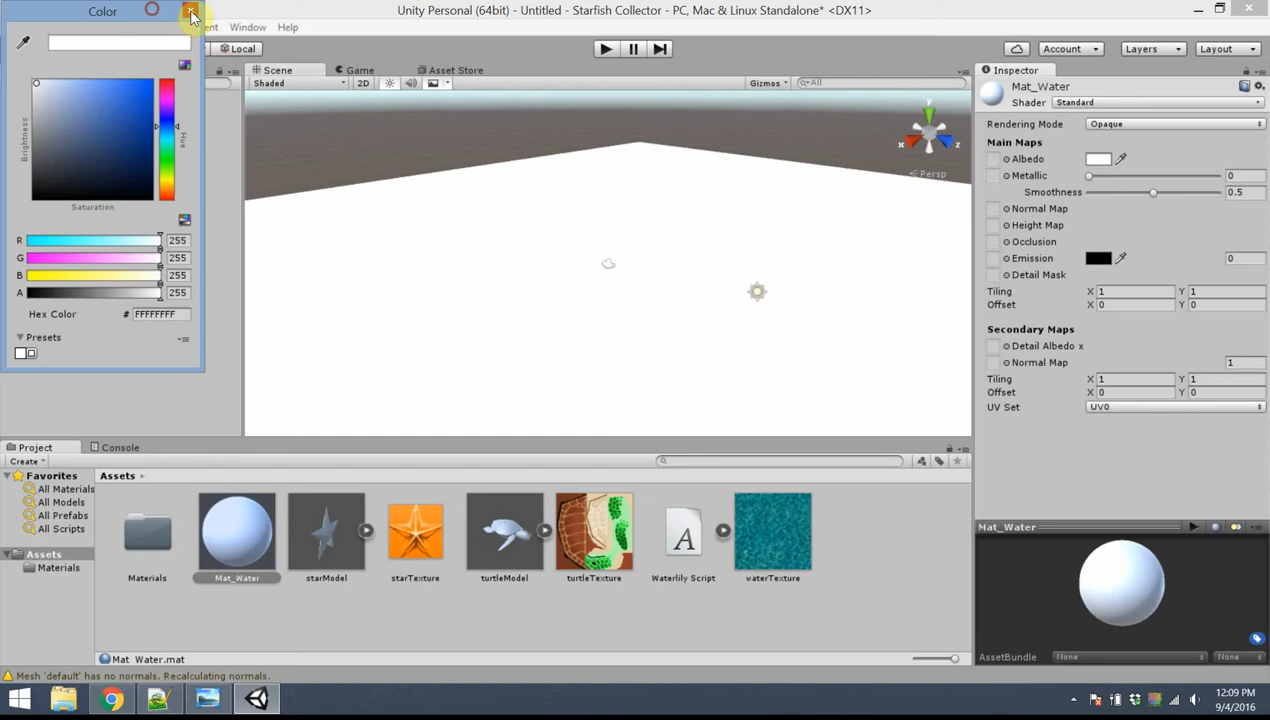 Color
Unity Personal (64bit) - Untitled - Starfish Collector - PC, Mac & Linux Standalone* <DX11>
Window Help
Local
Account
Layers
Layout
Scene
Game
Asset Store
Inspector
Shaded
2D
Gizmos
All
Mat_Water
Shader Standard
y
x
z
Persp
Rendering Mode Opaque
Main Maps
Albedo
Metallic 0
Smoothness 0.5
Normal Map
Height Map
Occlusion
Emission 0
Detail Mask
Tiling X 1 Y 1
Offset X 0 Y 0
Secondary Maps
Detail Albedo x
Normal Map 1
Tiling X 1 Y 1
Offset X 0 Y 0
UV Set UV0
Brightness
Hue
Saturation
R 255
G 255
B 255
A 255
Hex Color # FFFFFFFF
Presets
Project
Console
Create
Favorites
All Materials
All Models
All Prefabs
All Scripts
Assets
Materials
Assets
Materials
Mat_Water
starModel
starTexture
turtleModel
turtleTexture
A
Waterlily Script
waterTexture
Mat_Water.mat
Mat_Water
AssetBundle None None
Mesh 'default' has no normals. Recalculating normals.
12:09 PM
9/4/2016